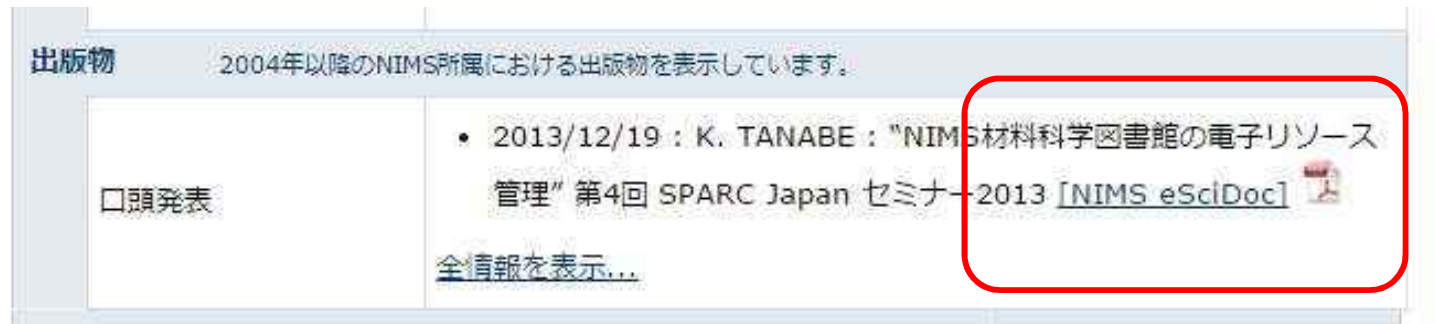 出版物 2004年以降のNIMS所属における出版物を表示しています。
口頭発表
• 2013/12/19 : K. TANABE : "NIMS材料科学図書館の電子リソース
管理" 第4回 SPARC Japan セミナー2013 [NIMS eSciDoc]
全情報を表示...